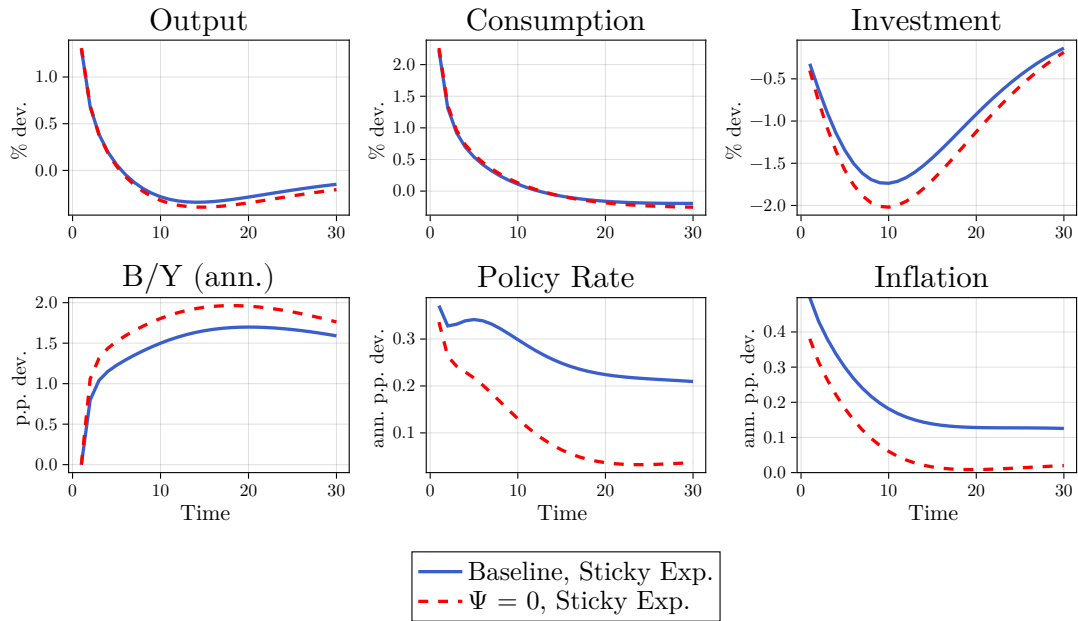 Output
Consumption
Investment
% dev.
1.0
0.5
0.0
0
10
20
30
% dev.
2.0
1.5
1.0
0.5
0.0
0
10
20
30
% dev.
−0.5
−1.0
−1.5
−2.0
0
10
20
30
B/Y (ann.)
Policy Rate
Inflation
p.p. dev.
2.0
1.5
1.0
0.5
0.0
0
10
20
30
Time
ann. p.p. dev.
0.3
0.2
0.1
0
10
20
30
Time
ann. p.p. dev.
0.4
0.3
0.2
0.1
0.0
0
10
20
30
Time
Baseline, Sticky Exp.
Ψ = 0, Sticky Exp.